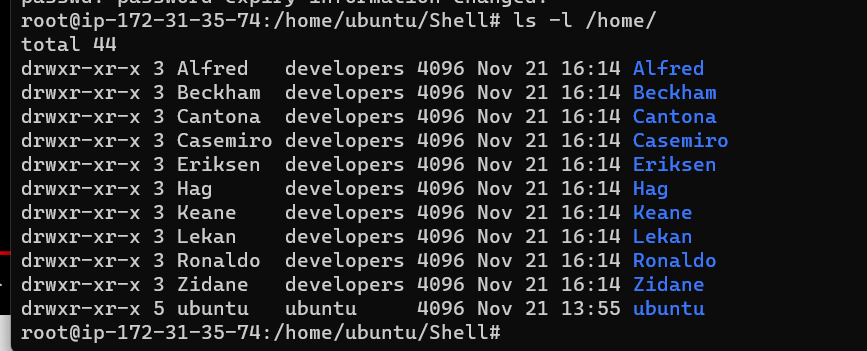 passwd: password expiry information changed.
root@ip-172-31-35-74:/home/ubuntu/Shell# ls -l /home/
total 44
drwxr-xr-x 3 Alfred   developers 4096 Nov 21 16:14 Alfred
drwxr-xr-x 3 Beckham  developers 4096 Nov 21 16:14 Beckham
drwxr-xr-x 3 Cantona  developers 4096 Nov 21 16:14 Cantona
drwxr-xr-x 3 Casemiro developers 4096 Nov 21 16:14 Casemiro
drwxr-xr-x 3 Eriksen  developers 4096 Nov 21 16:14 Eriksen
drwxr-xr-x 3 Hag      developers 4096 Nov 21 16:14 Hag
drwxr-xr-x 3 Keane    developers 4096 Nov 21 16:14 Keane
drwxr-xr-x 3 Lekan    developers 4096 Nov 21 16:14 Lekan
drwxr-xr-x 3 Ronaldo  developers 4096 Nov 21 16:14 Ronaldo
drwxr-xr-x 3 Zidane   developers 4096 Nov 21 16:14 Zidane
drwxr-xr-x 5 ubuntu   ubuntu     4096 Nov 21 13:55 ubuntu
root@ip-172-31-35-74:/home/ubuntu/Shell#